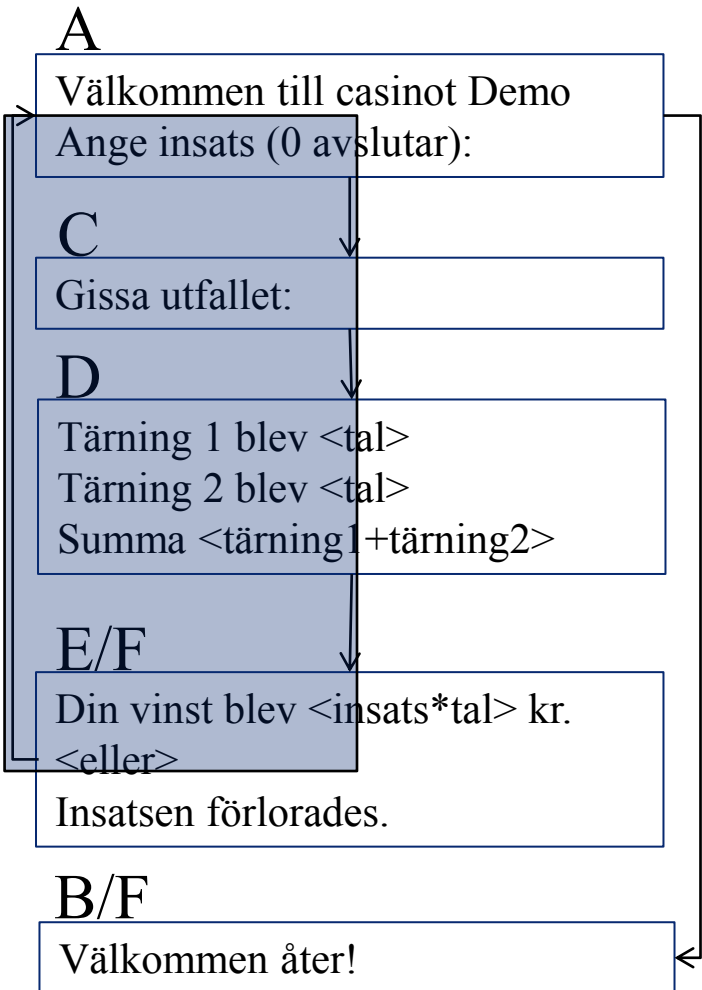 A
Välkommen till casinot Demo
Ange insats (0 avslutar):
C
Gissa utfallet:
D
Tärning 1 blev <tal>
Tärning 2 blev <tal>
Summa <tärning1+tärning2>
E/F
Din vinst blev <insats*tal> kr.
<eller>
Insatsen förlorades.
B/F
Välkommen åter!